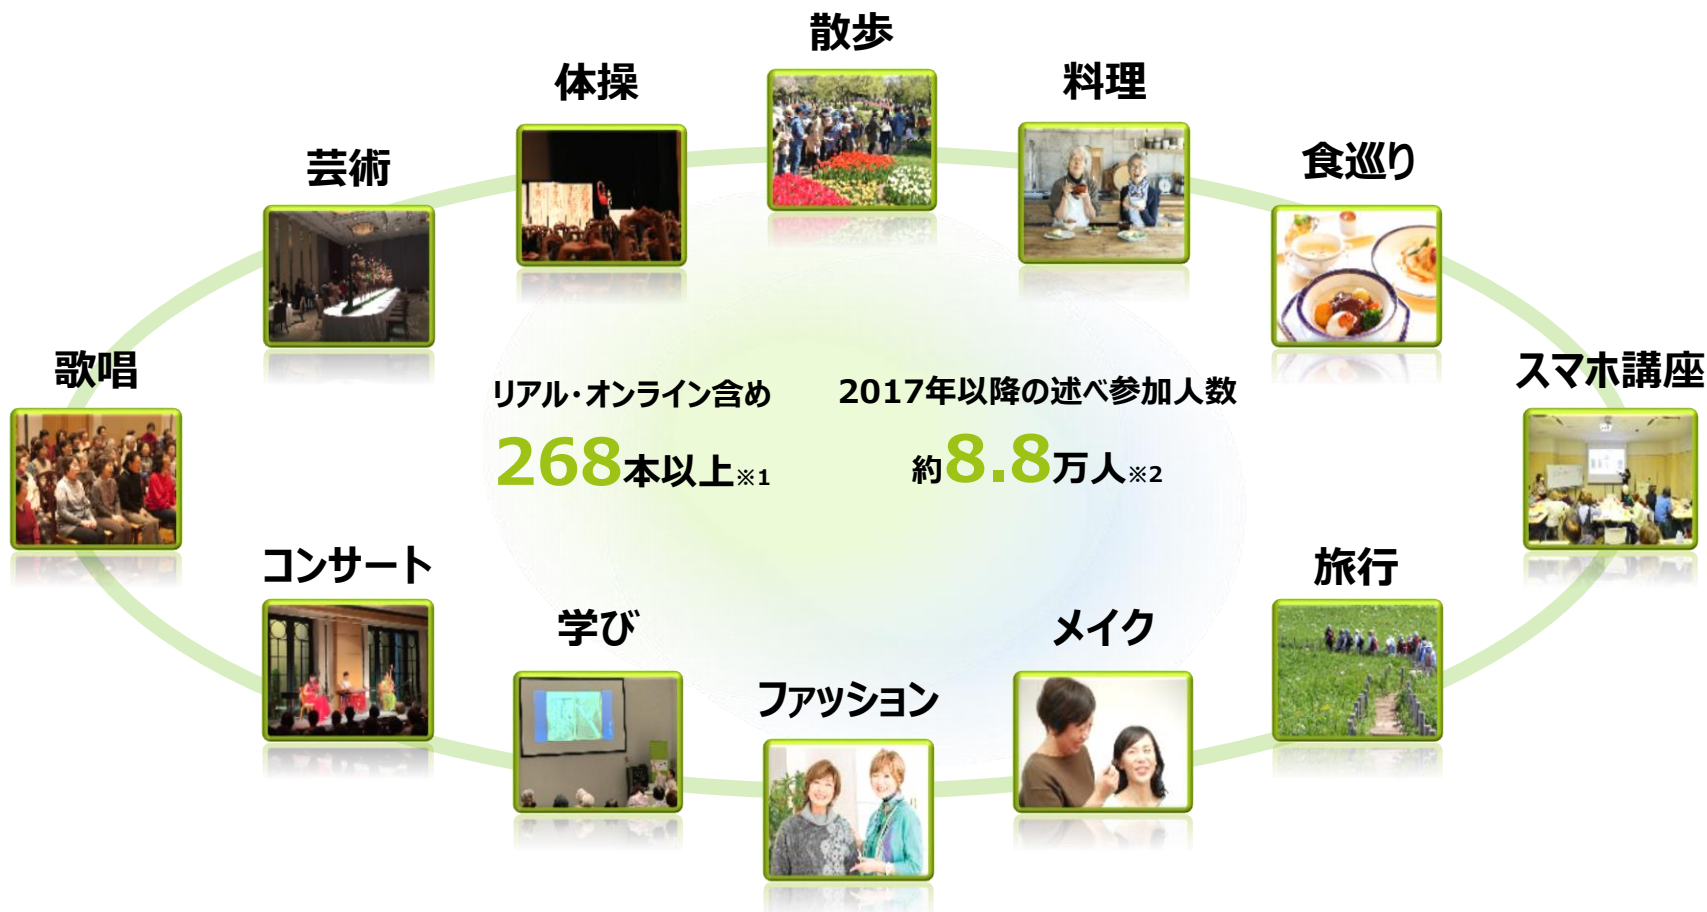 散歩
体操
料理
芸術
食巡り
歌唱
スマホ講座
リアル・オンライン含め
268本以上※1
2017年以降の述べ参加人数
約8.8万人※2
コンサート
旅行
学び
メイク
ファッション